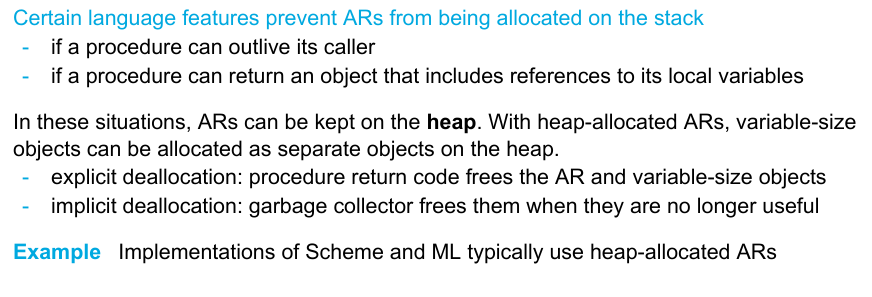 Certain language features prevent ARs from being allocated on the stack
- if a procedure can outlive its caller
- if a procedure can return an object that includes references to its local variables
In these situations, ARs can be kept on the heap. With heap-allocated ARs, variable-size
objects can be allocated as separate objects on the heap.
- explicit deallocation: procedure return code frees the AR and variable-size objects
- implicit deallocation: garbage collector frees them when they are no longer useful
Example Implementations of Scheme and ML typically use heap-allocated ARs